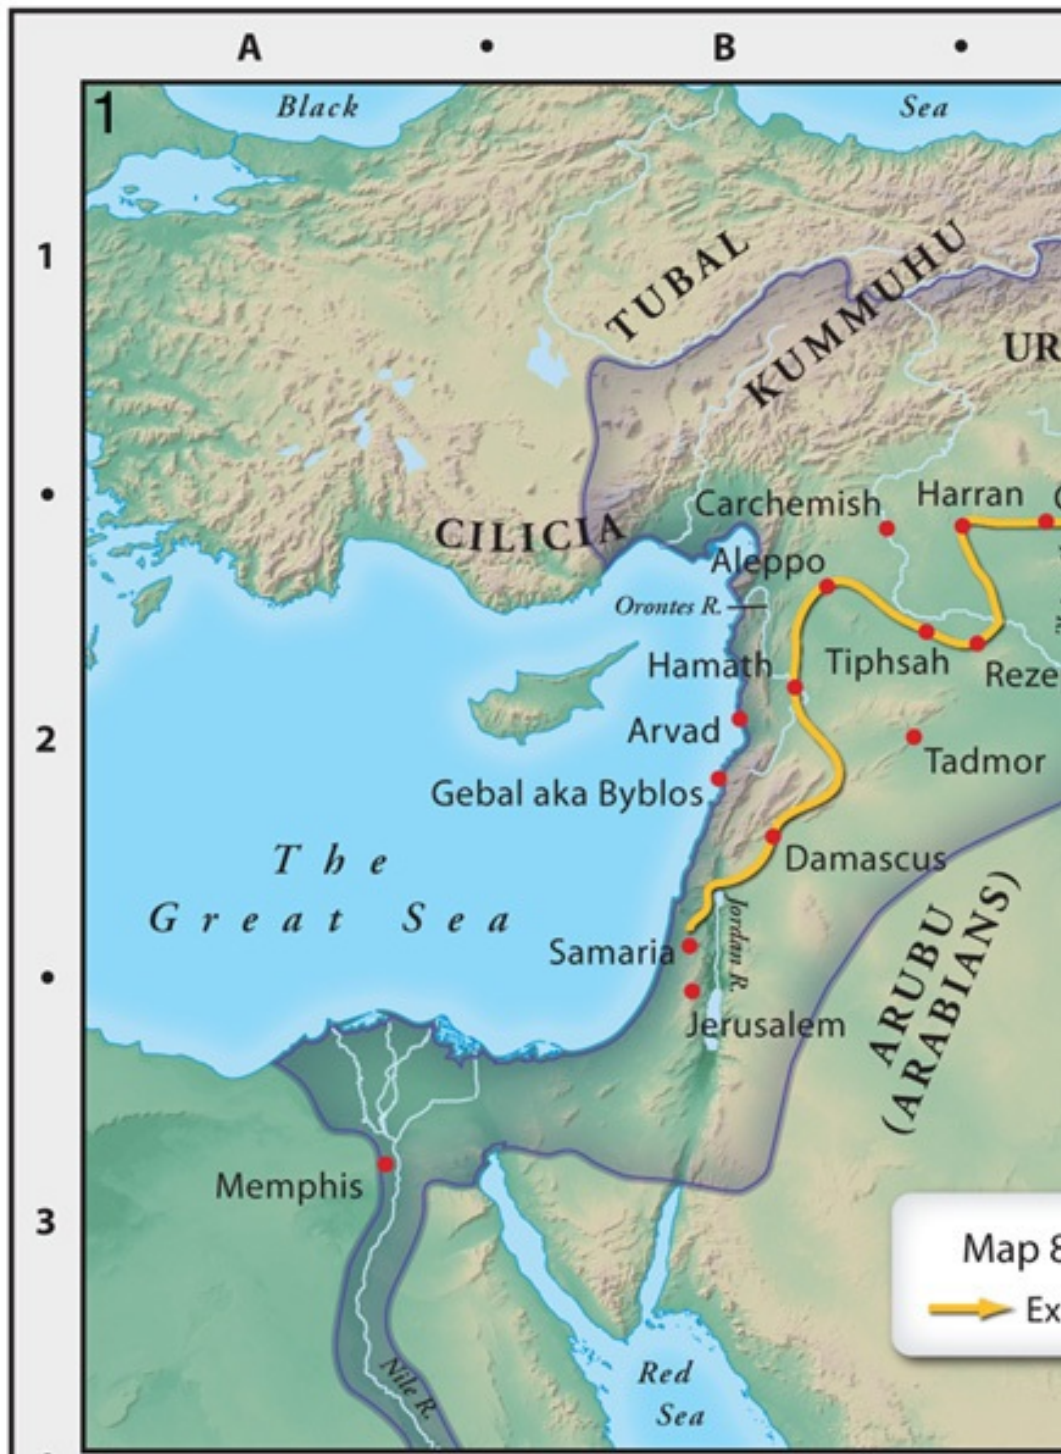 A • B •
1
Black
Sea
1
TUBAL
KUMMUHU
UR
•
Carchemish
Harran
CILICIA
Aleppo
Orontes R.
Hamath
Tiphsah
Reze
2
Arvad
Tadmor
Gebal aka Byblos
The
Great Sea
Damascus
Jordan R.
ARUBU
(ARABIANS)
Samaria
•
Jerusalem
Memphis
3
Map 8
Ex
Nile R.
Red
Sea